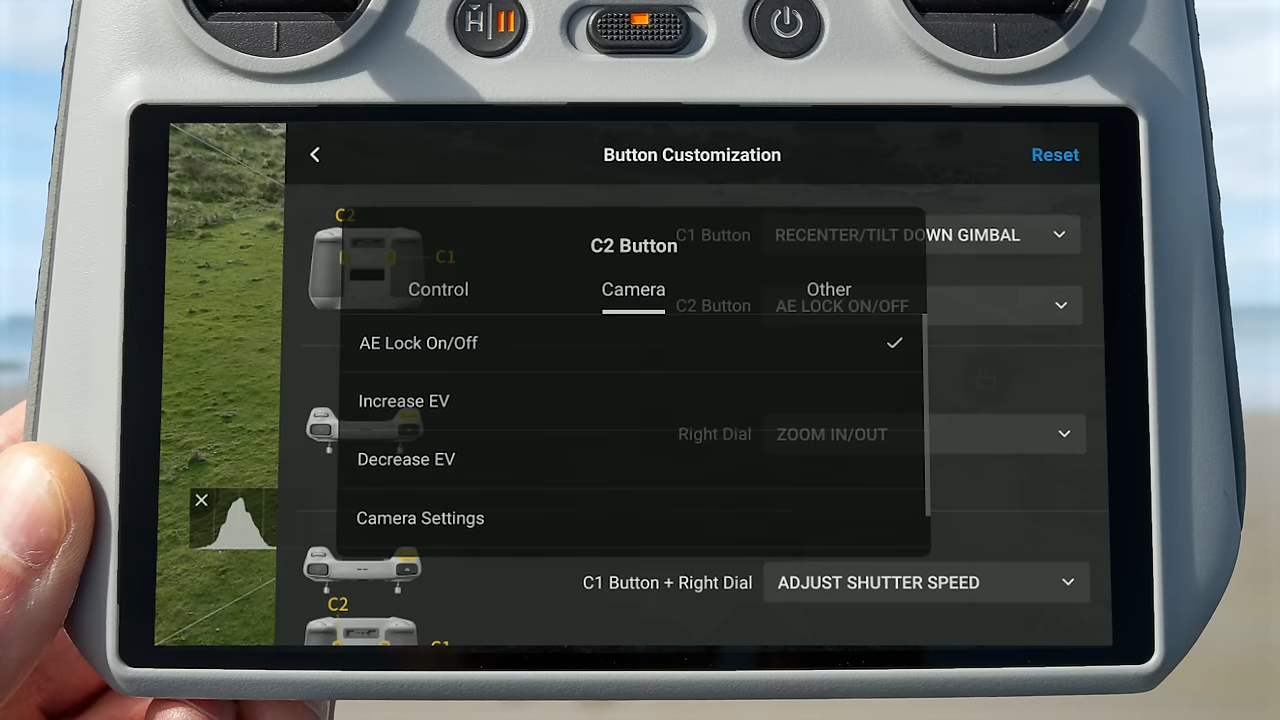 H
Button Customization
Reset
C2
C1
C1 Button
RECENTER/TILT DOWN GIMBAL
C2 Button
Control
Camera
Other
C2 Button
AE LOCK ON/OFF
AE Lock On/Off
Increase EV
Right Dial
ZOOM IN/OUT
Decrease EV
Camera Settings
C1 Button + Right Dial
ADJUST SHUTTER SPEED
C2
C1